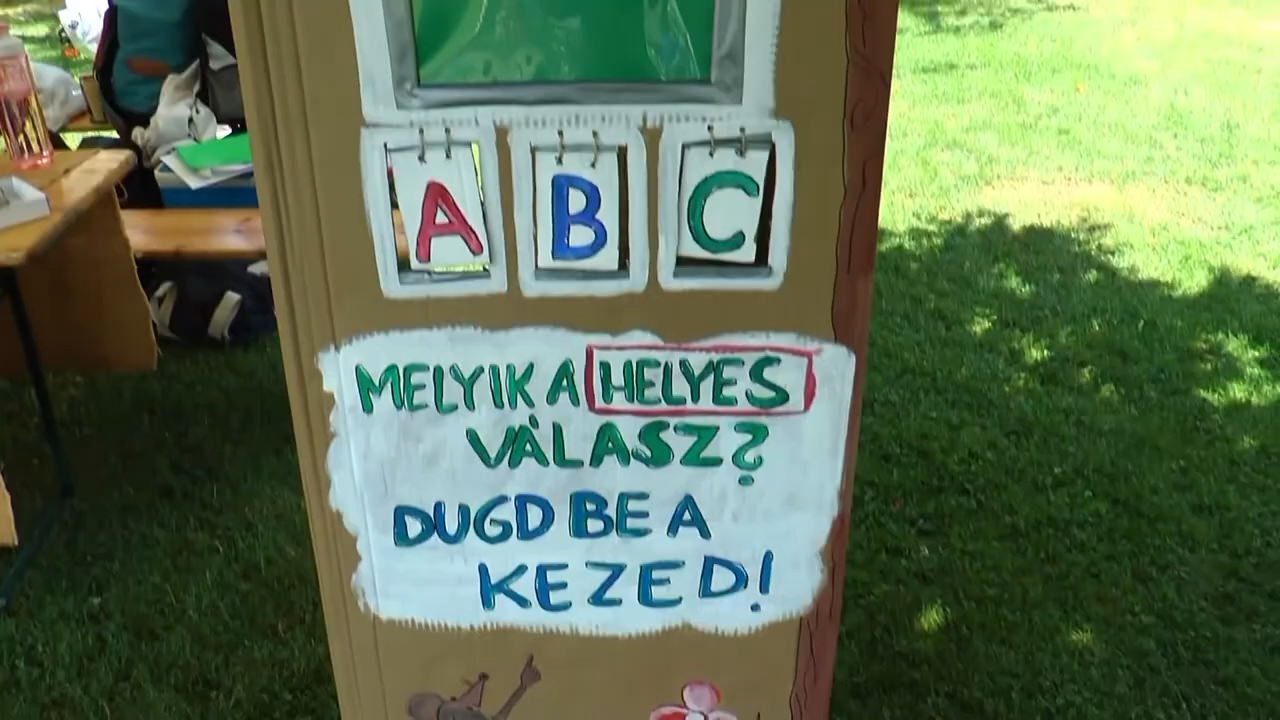 A B C
MELYIK A HELYES
VÁLASZ?
DUGD BE A
KEZED!